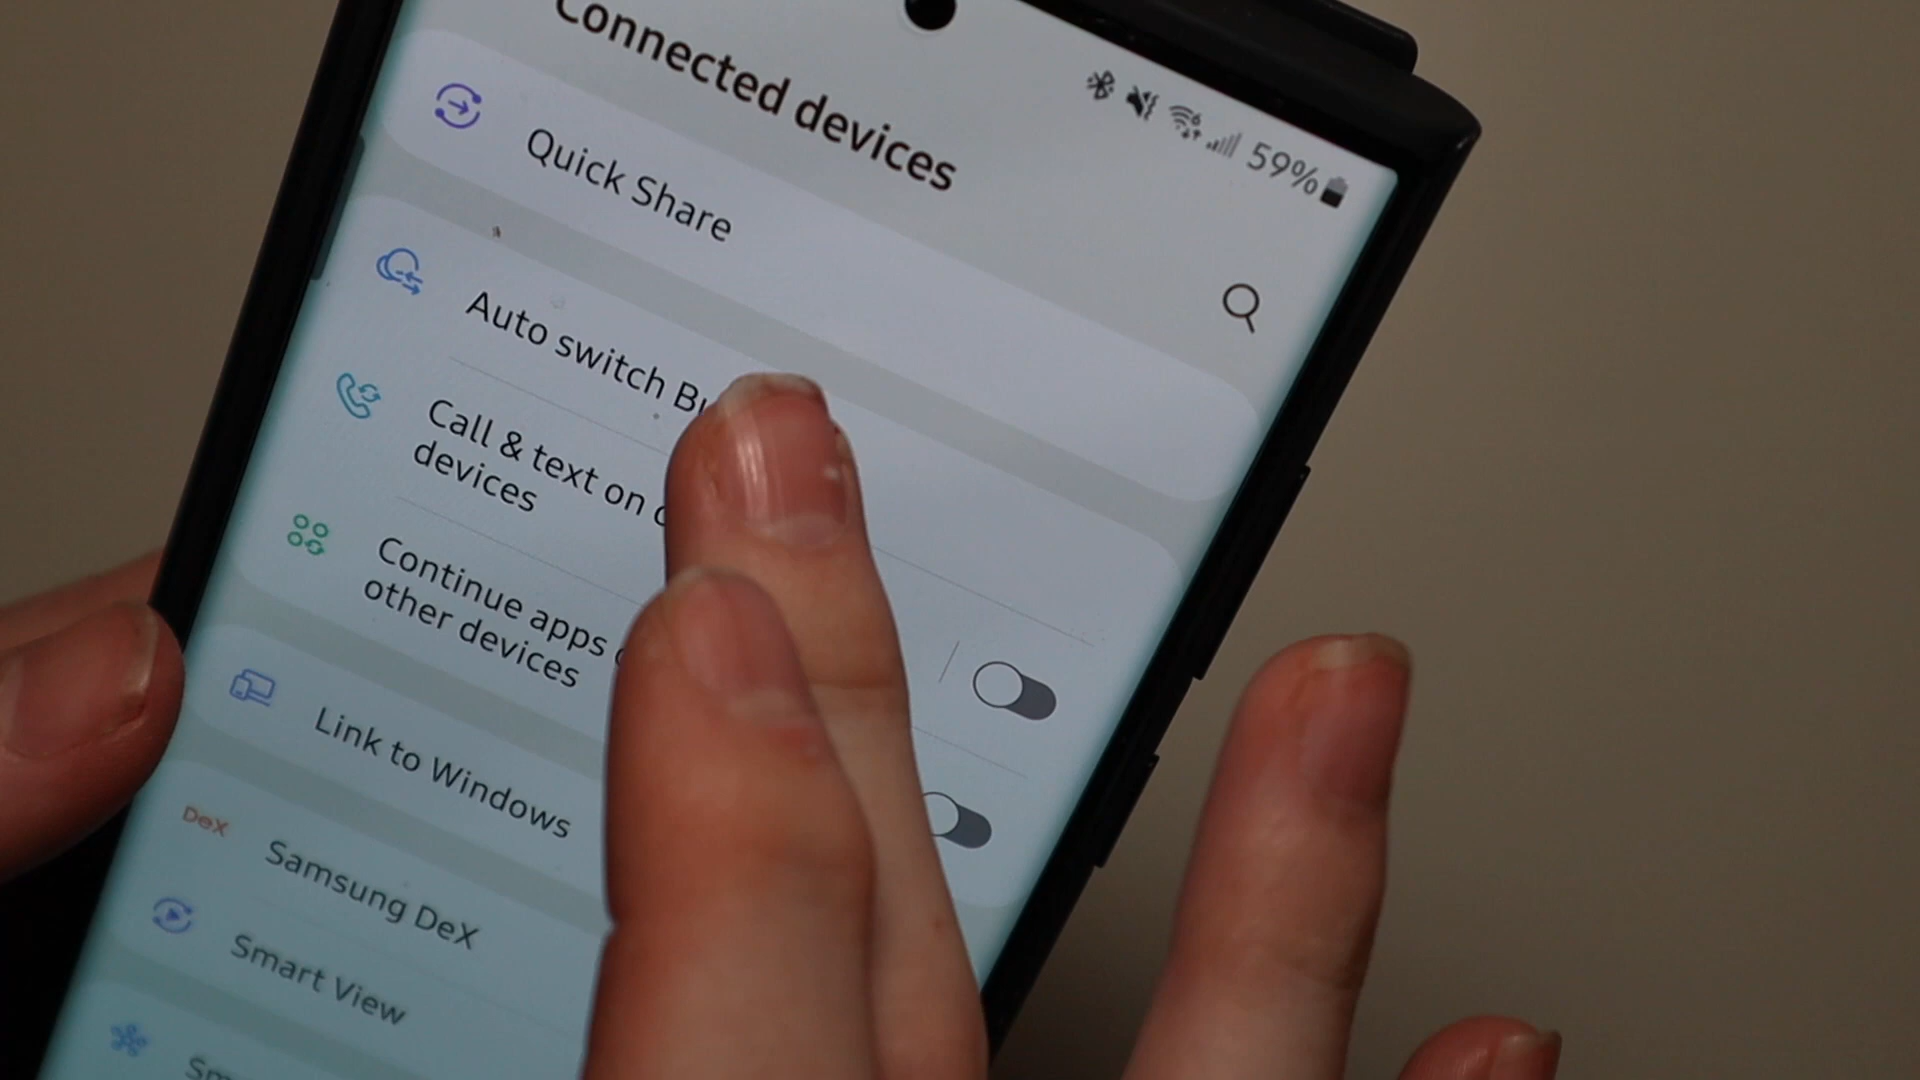 Connected devices
59%
Quick Share
Auto switch
Call & text on
devices
Continue apps
other devices
Link to Windows
DeX
Samsung DeX
Smart View